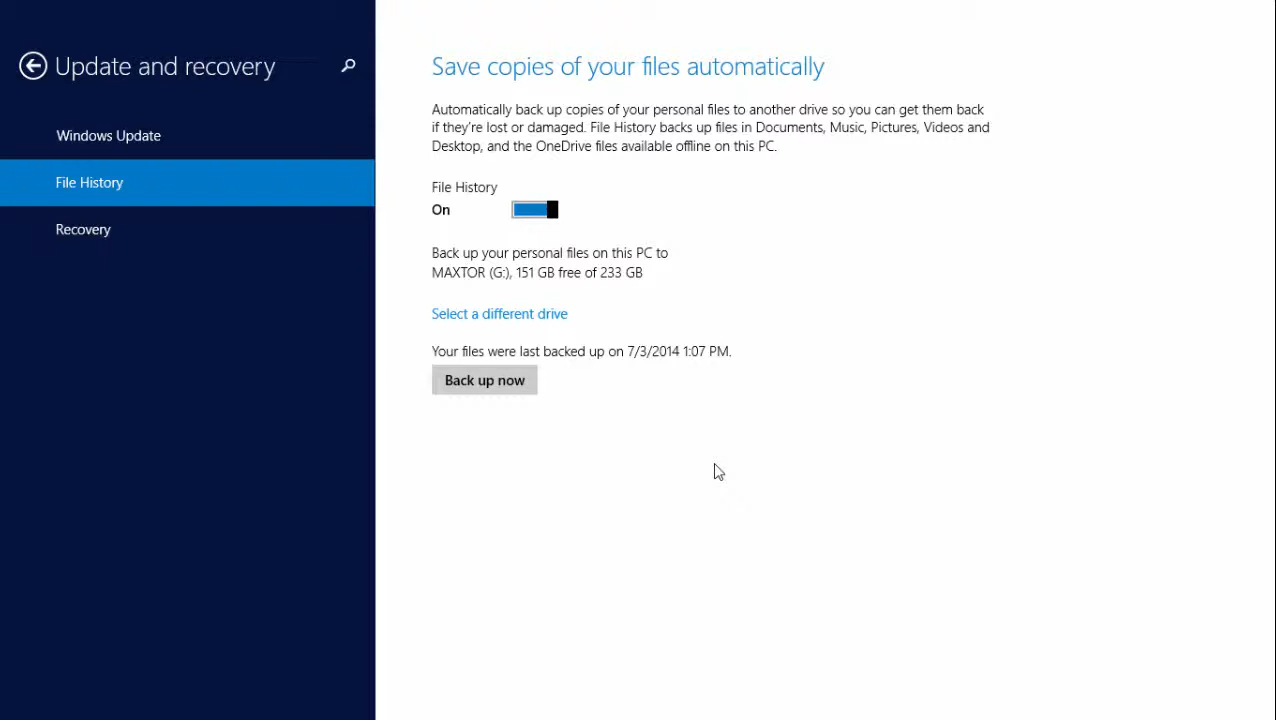 Update and recovery
Windows Update
File History
Recovery
Save copies of your files automatically
Automatically back up copies of your personal files to another drive so you can get them back
if they're lost or damaged. File History backs up files in Documents, Music, Pictures, Videos and
Desktop, and the OneDrive files available offline on this PC.
File History
On
Back up your personal files on this PC to
MAXTOR (G:), 151 GB free of 233 GB
Select a different drive
Your files were last backed up on 7/3/2014 1:07 PM.
Back up now